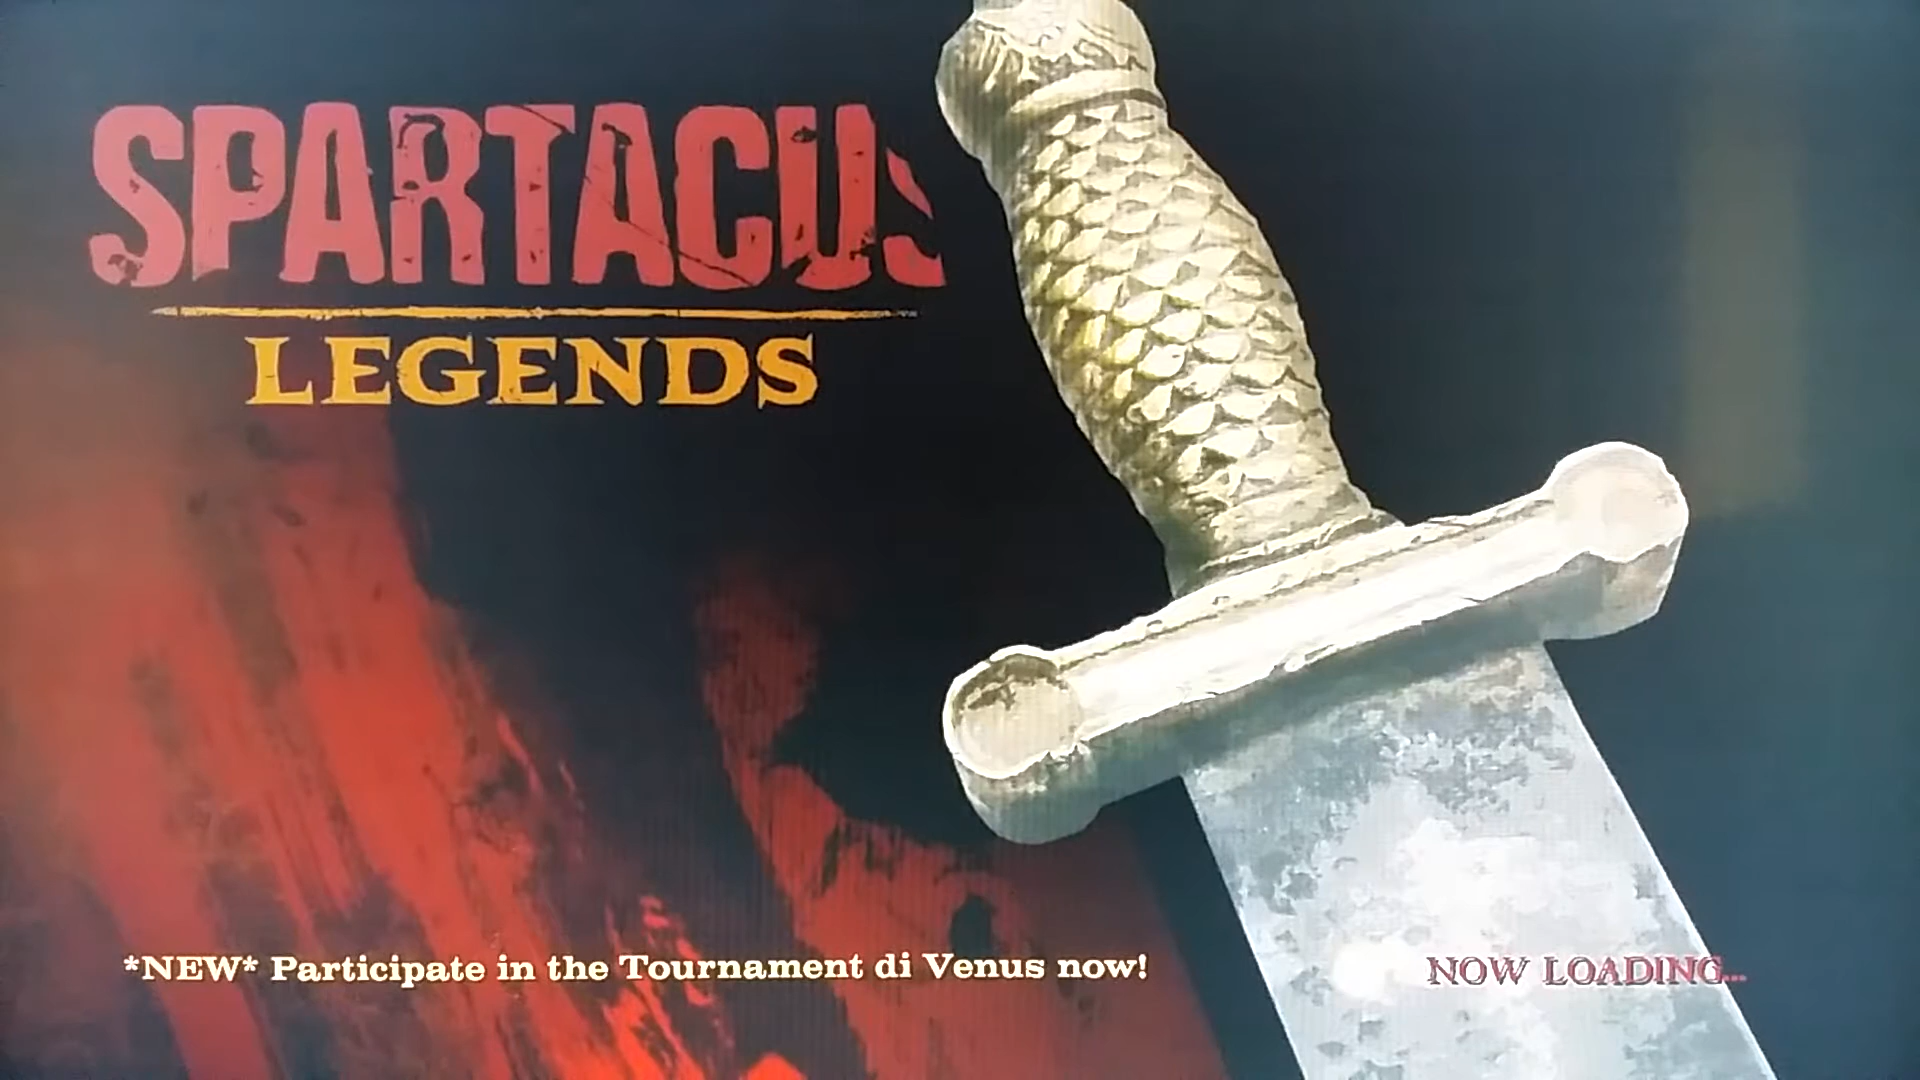 SPARTACUS
LEGENDS
*NEW* Participate in the Tournament di Venus now!
NOW LOADING...